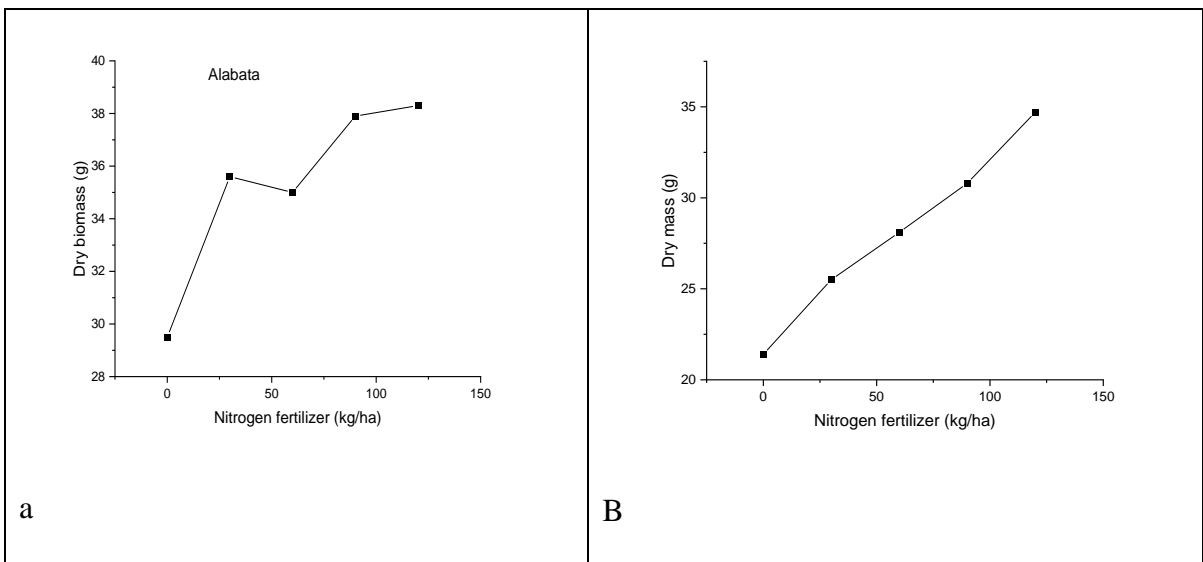 Alabata
40
38
36
34
32
30
28
Dry biomass (g)
0 50 100 150
Nitrogen fertilizer (kg/ha)
a
35
30
25
20
Dry mass (g)
0 50 100 150
Nitrogen fertilizer (kg/ha)
B